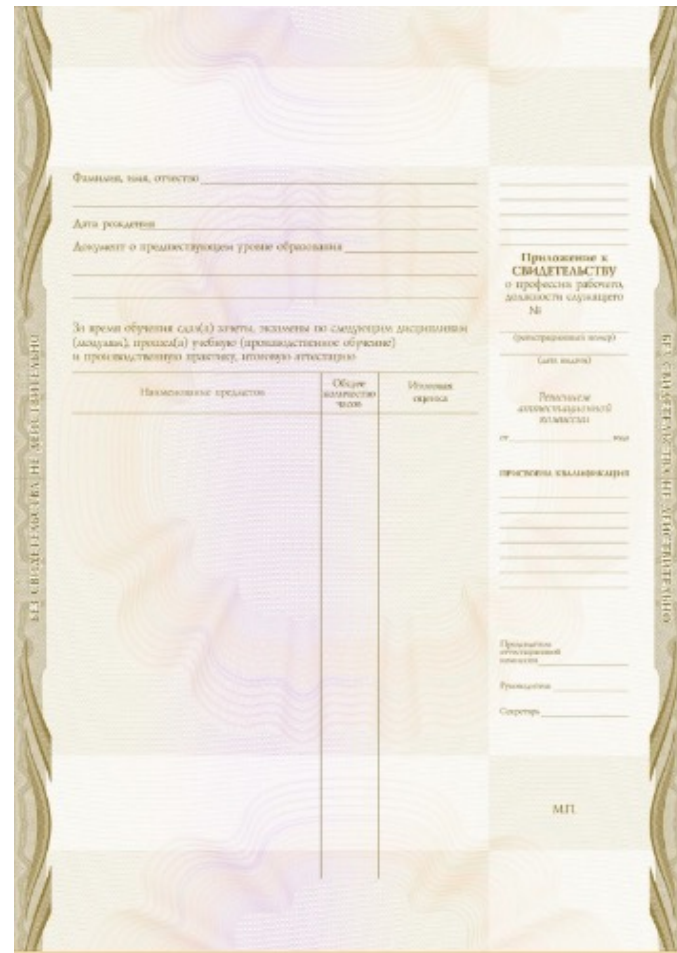 Фамилия, имя, отчество
Дата рождения
Документ о предшествующем уровне образования
За время обучения сдал(а) зачеты, экзамены по следующим дисциплинам
(модулям), прошел(а) учебную (производственное обучение)
и производственную практику, итоговую аттестацию
Наименование предметов
Общее
количество
часов
Итоговая
оценка
Приложение к
СВИДЕТЕЛЬСТВУ
о профессии рабочего,
должности служащего
№
(регистрационный номер)
(дата выдачи)
Решением
аттестационной
комиссии
от года
ПРИСВОЕНА КВАЛИФИКАЦИЯ
Председатель
аттестационной
комиссии
Руководитель
Секретарь
М.П.
БЕЗ СВИДЕТЕЛЬСТВА НЕ ДЕЙСТВИТЕЛЬНО
БЕЗ СВИДЕТЕЛЬСТВА НЕ ДЕЙСТВИТЕЛЬНО